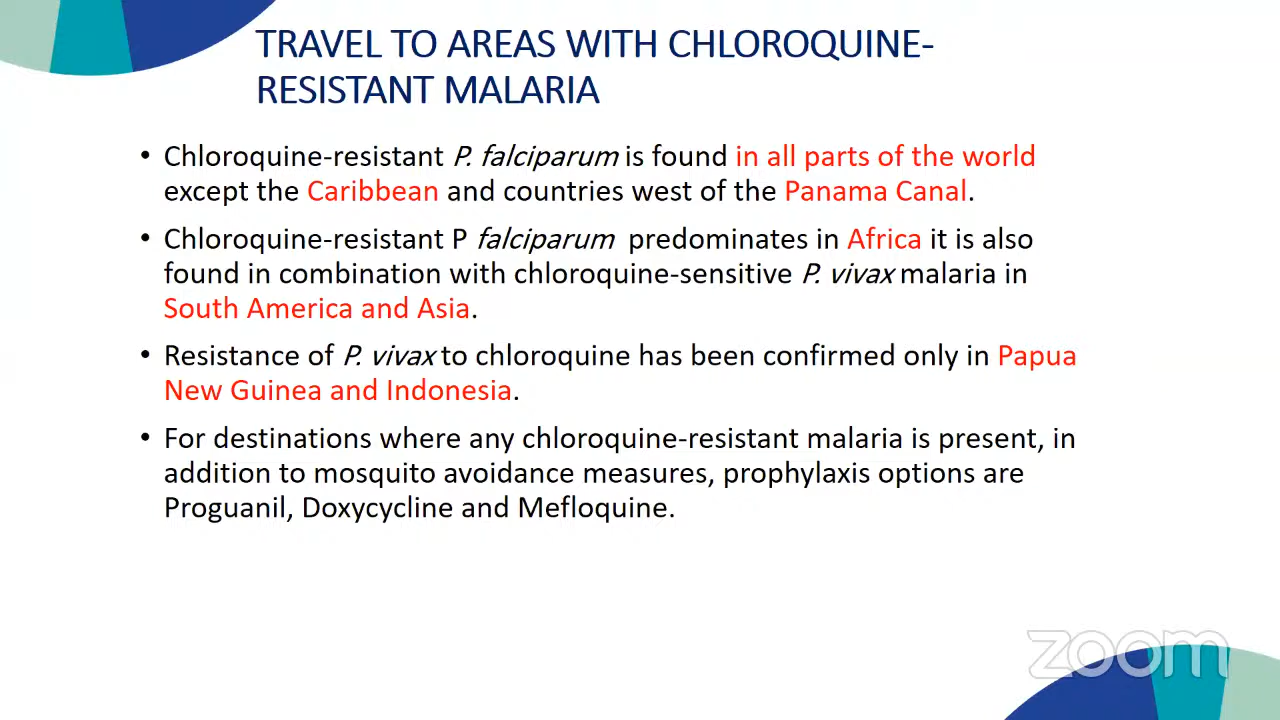 TRAVEL TO AREAS WITH CHLOROQUINE-
RESISTANT MALARIA
• Chloroquine-resistant P. falciparum is found in all parts of the world
except the Caribbean and countries west of the Panama Canal.
• Chloroquine-resistant P falciparum predominates in Africa it is also
found in combination with chloroquine-sensitive P. vivax malaria in
South America and Asia.
• Resistance of P. vivax to chloroquine has been confirmed only in Papua
New Guinea and Indonesia.
• For destinations where any chloroquine-resistant malaria is present, in
addition to mosquito avoidance measures, prophylaxis options are
Proguanil, Doxycycline and Mefloquine.
zoom